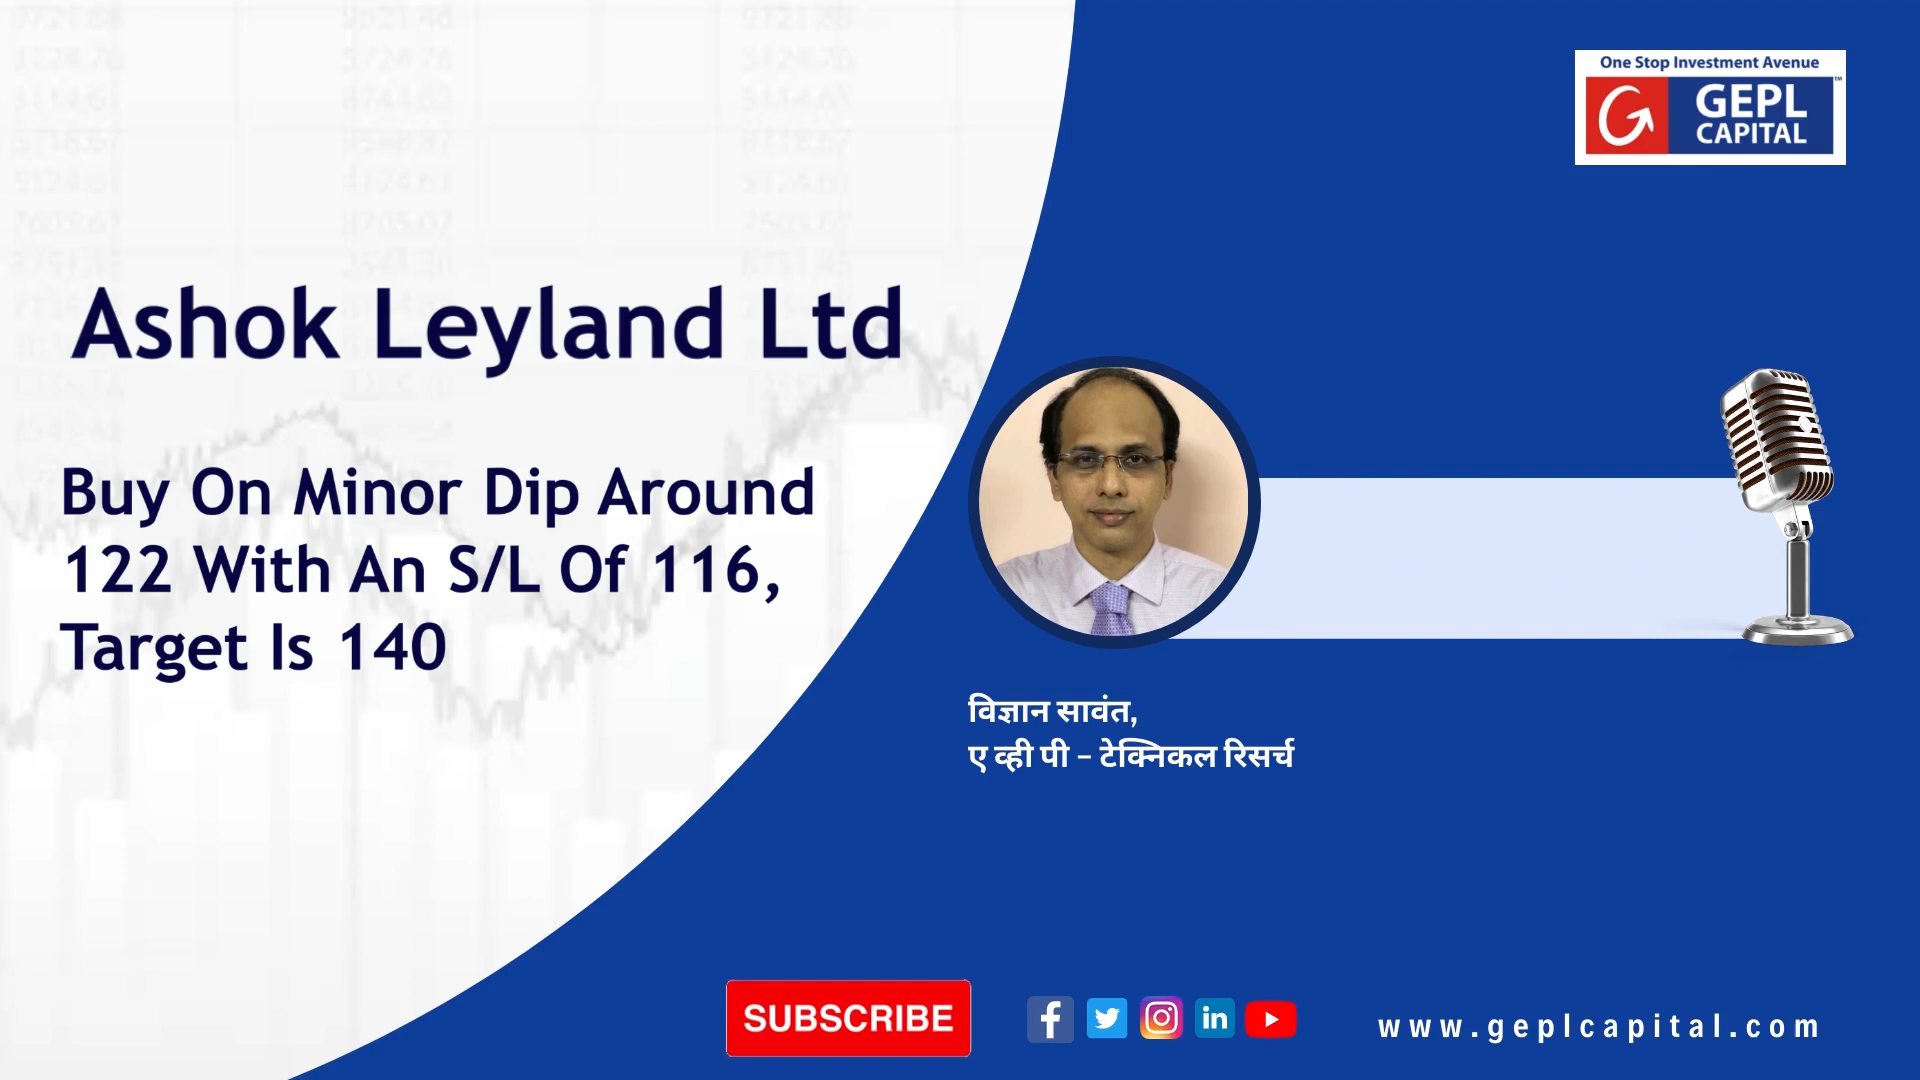 One Stop Investment Avenue
GEPL
CAPITAL
TM
Ashok Leyland Ltd
Buy On Minor Dip Around
122 With An S/L Of 116,
Target Is 140
विज्ञान सावंत,
ए व्ही पी – टेक्निकल रिसर्च
SUBSCRIBE
www.geplcapital.com